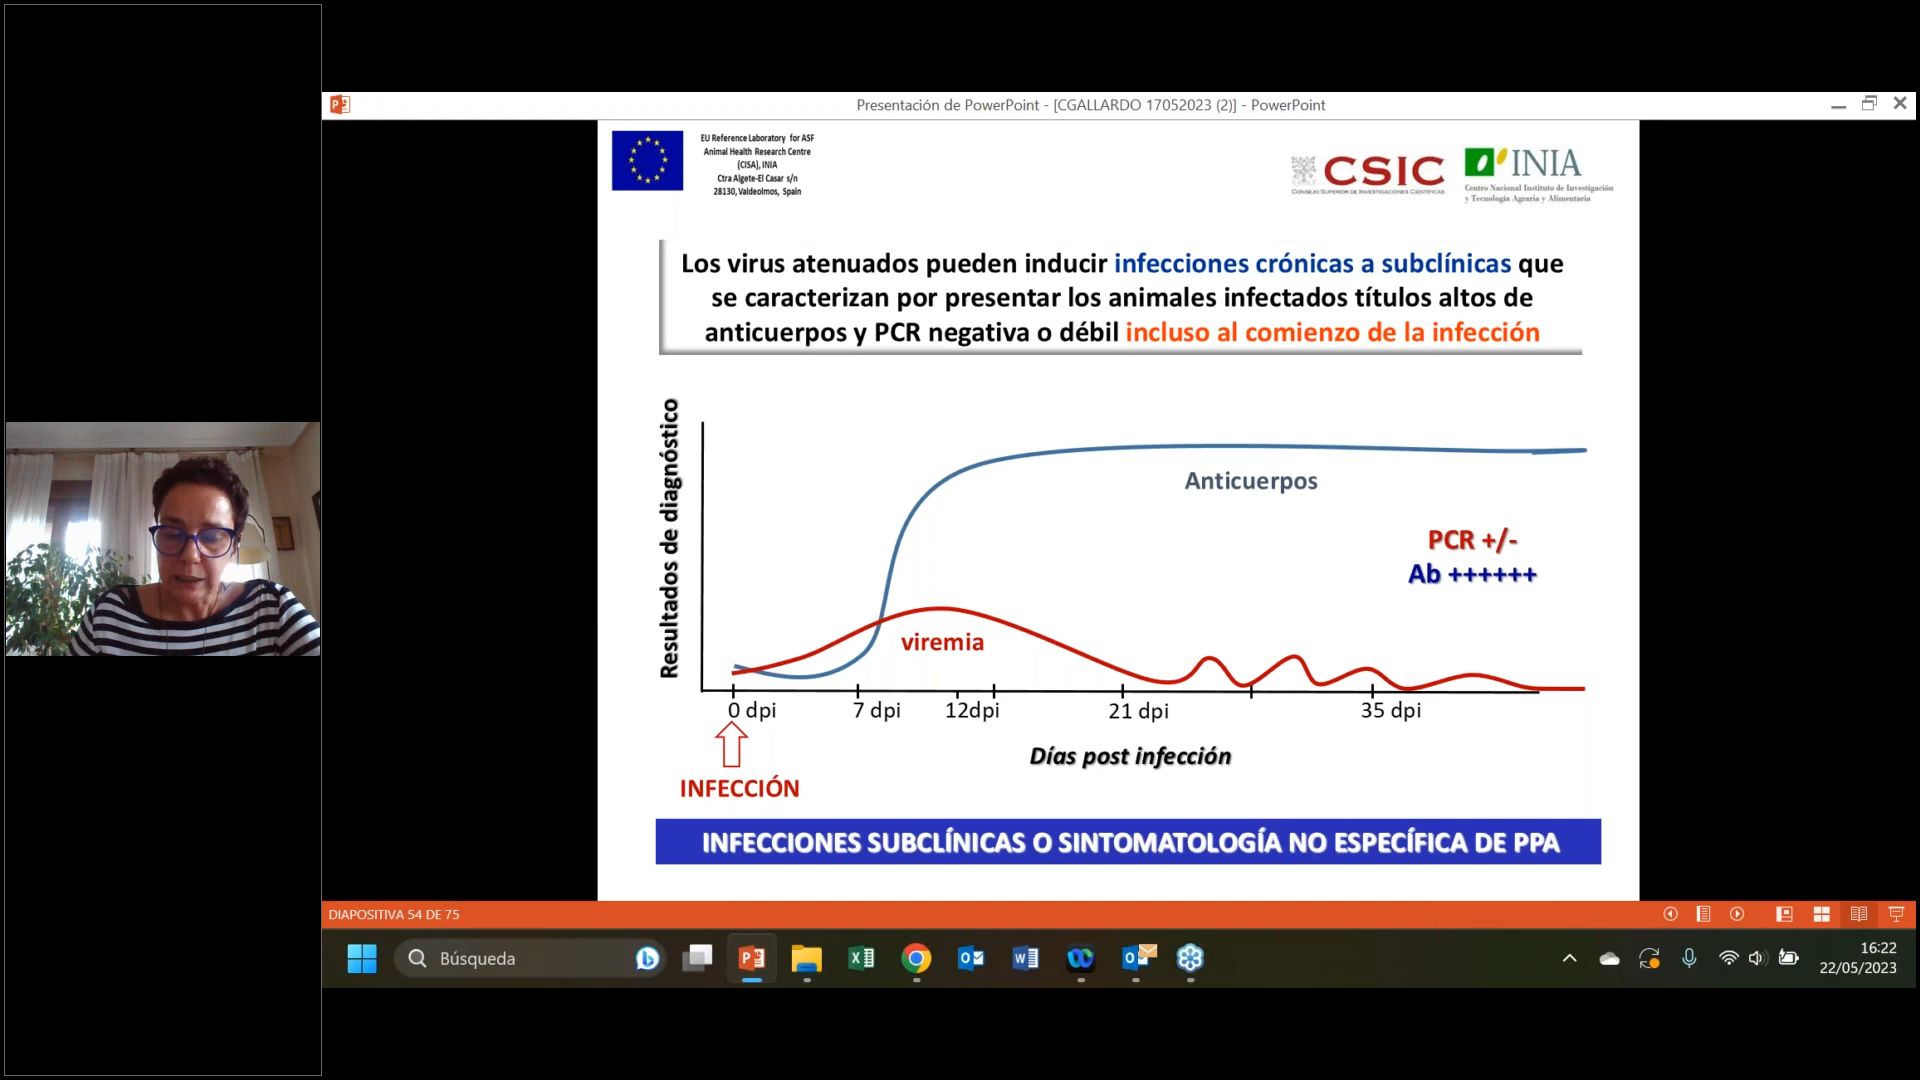 Presentación de PowerPoint - [CGALLARDO 17052023 (2)] - PowerPoint
EU Reference Laboratory for ASF
Animal Health Research Centre
(CISA), INIA
Ctra Algete-El Casar s/n
28130, Valdeolmos, Spain
CSIC
CONSEJO SUPERIOR DE INVESTIGACIONES CIENTÍFICAS
INIA
Centro Nacional Instituto de Investigación
y Tecnología Agraria y Alimentaria
Los virus atenuados pueden inducir infecciones crónicas a subclínicas que
se caracterizan por presentar los animales infectados títulos altos de
anticuerpos y PCR negativa o débil incluso al comienzo de la infección
Resultados de diagnóstico
Anticuerpos
PCR +/-
Ab ++++++
viremia
0 dpi
7 dpi
12dpi
21 dpi
35 dpi
Días post infección
INFECCIÓN
INFECCIONES SUBCLÍNICAS O SINTOMATOLOGÍA NO ESPECÍFICA DE PPA
DIAPOSITIVA 54 DE 75
Búsqueda
16:22
22/05/2023